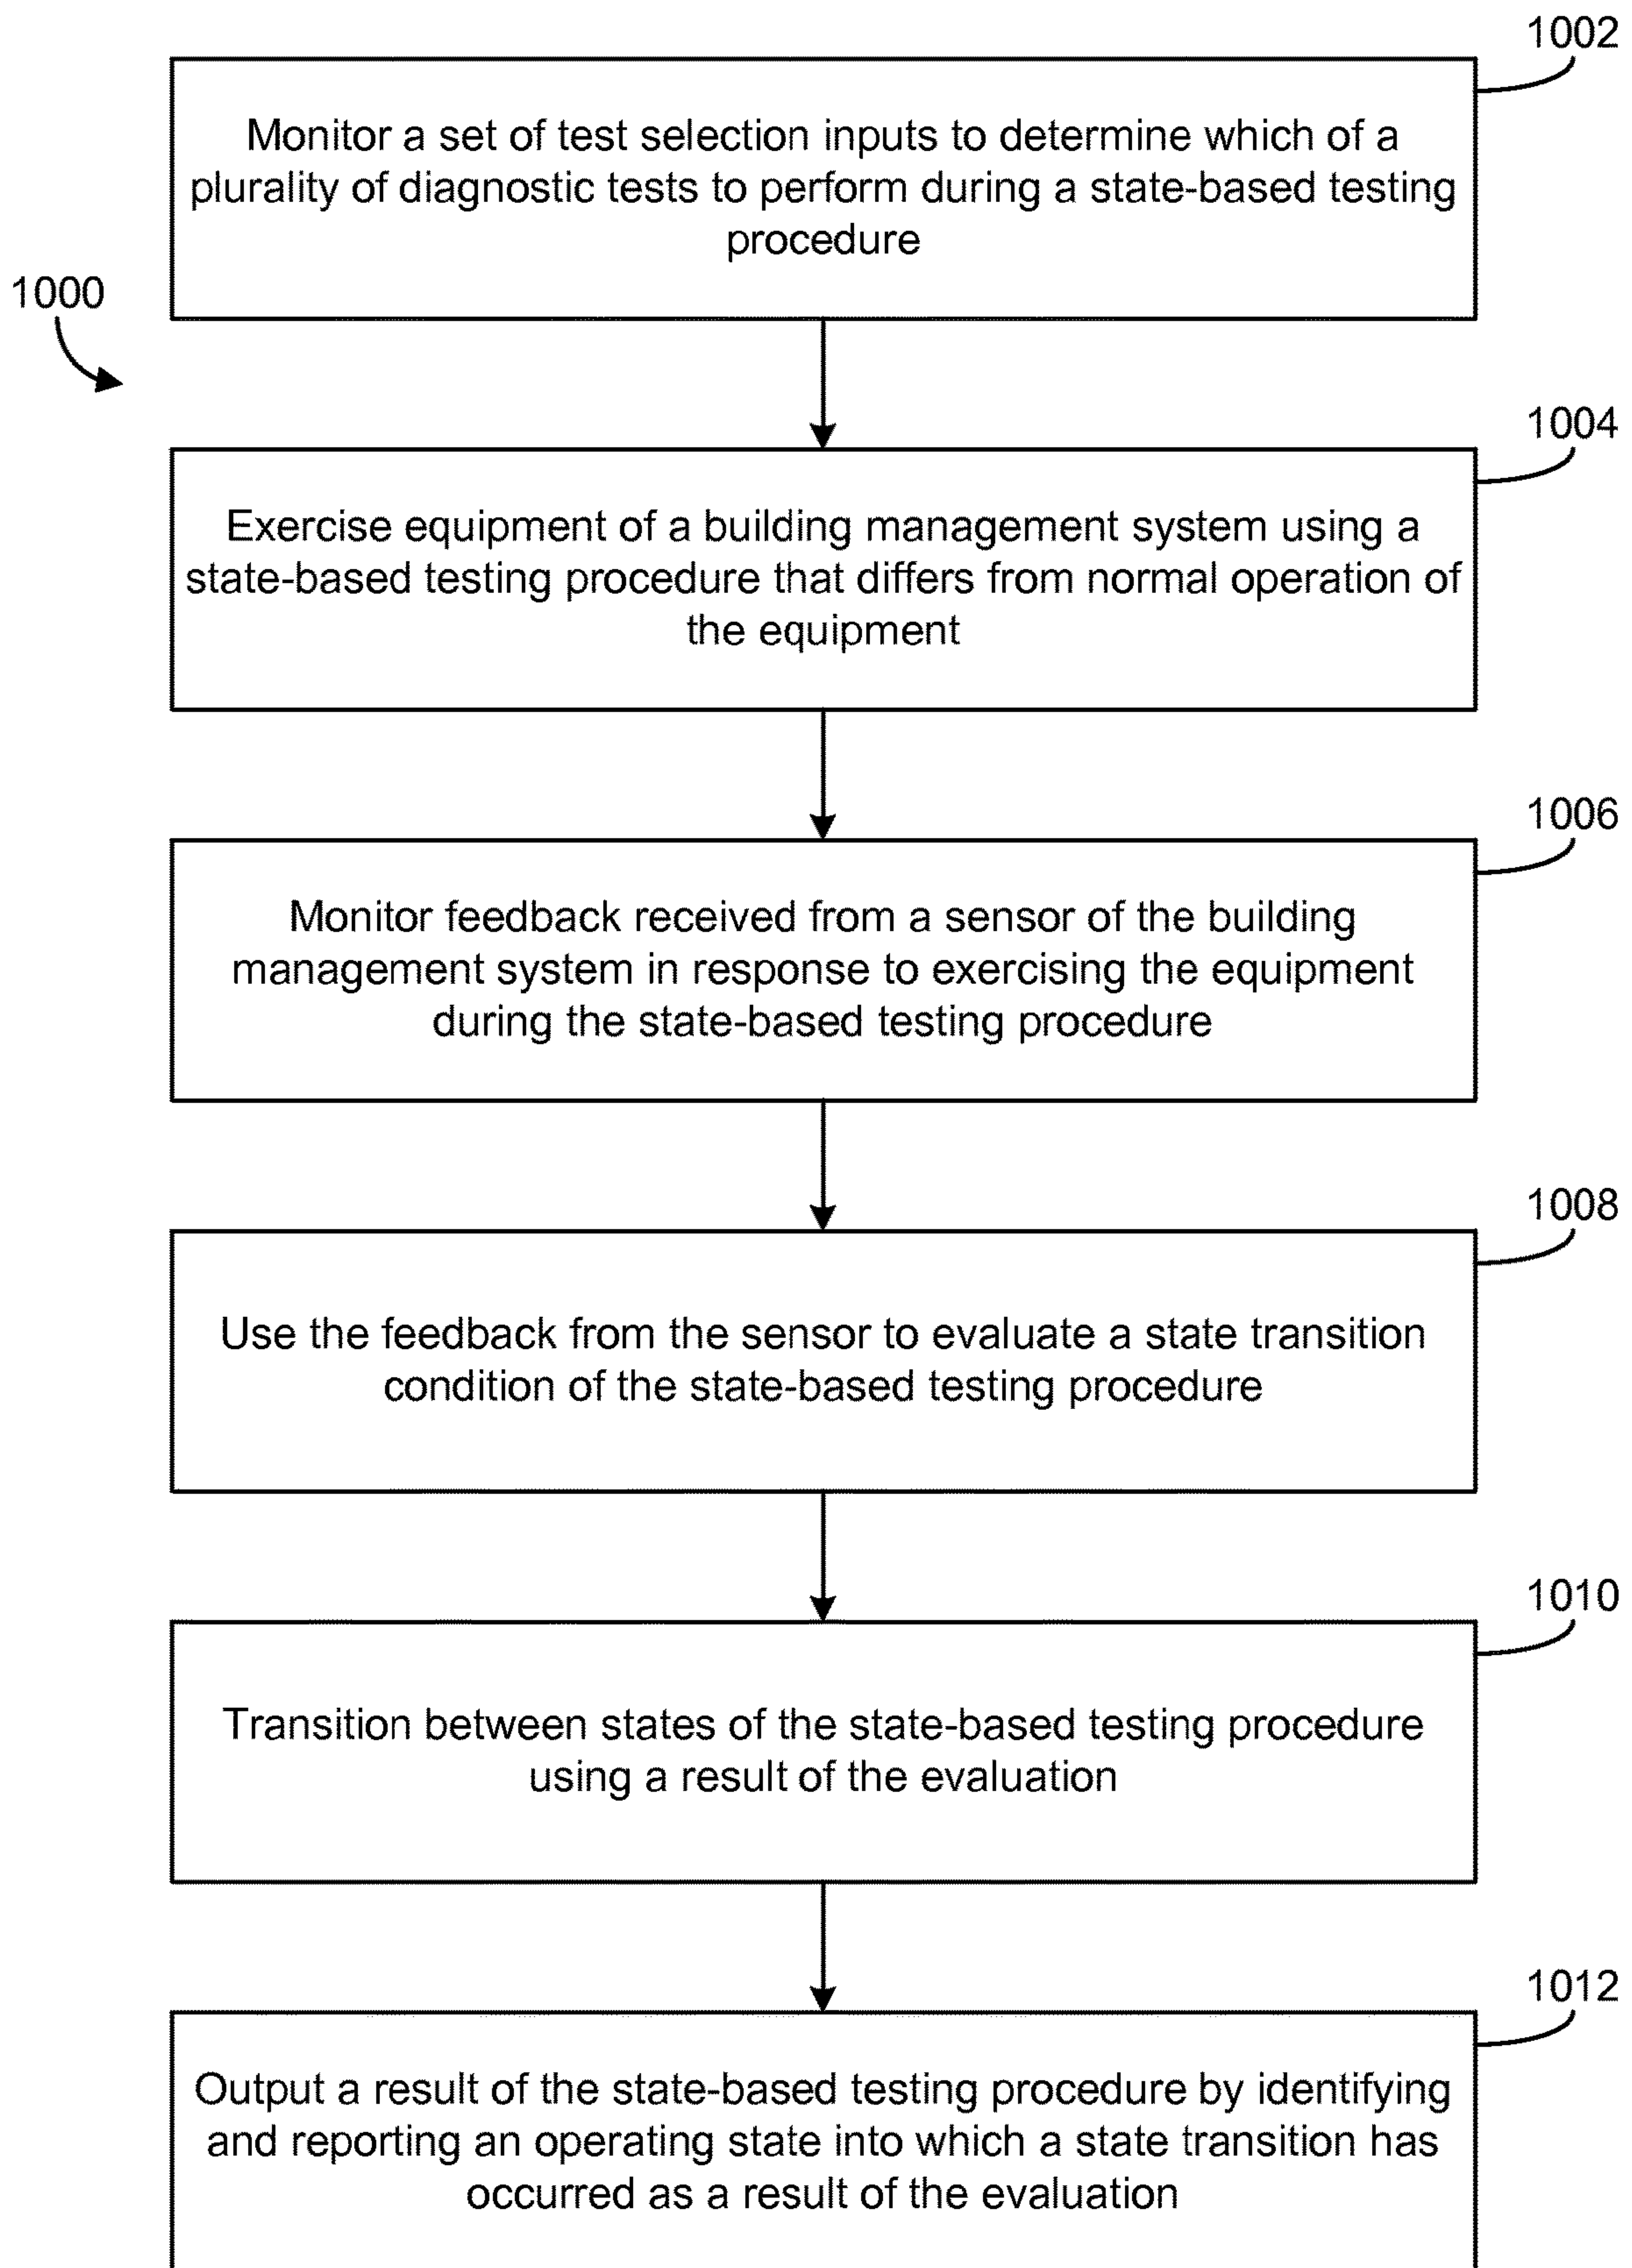 1002
Monitor a set of test selection inputs to determine which of a
plurality of diagnostic tests to perform during a state-based testing
procedure
1000
1004
Exercise equipment of a building management system using a
state-based testing procedure that differs from normal operation of
the equipment
1006
Monitor feedback received from a sensor of the building
management system in response to exercising the equipment
during the state-based testing procedure
1008
Use the feedback from the sensor to evaluate a state transition
condition of the state-based testing procedure
1010
Transition between states of the state-based testing procedure
using a result of the evaluation
1012
Output a result of the state-based testing procedure by identifying
and reporting an operating state into which a state transition has
occurred as a result of the evaluation